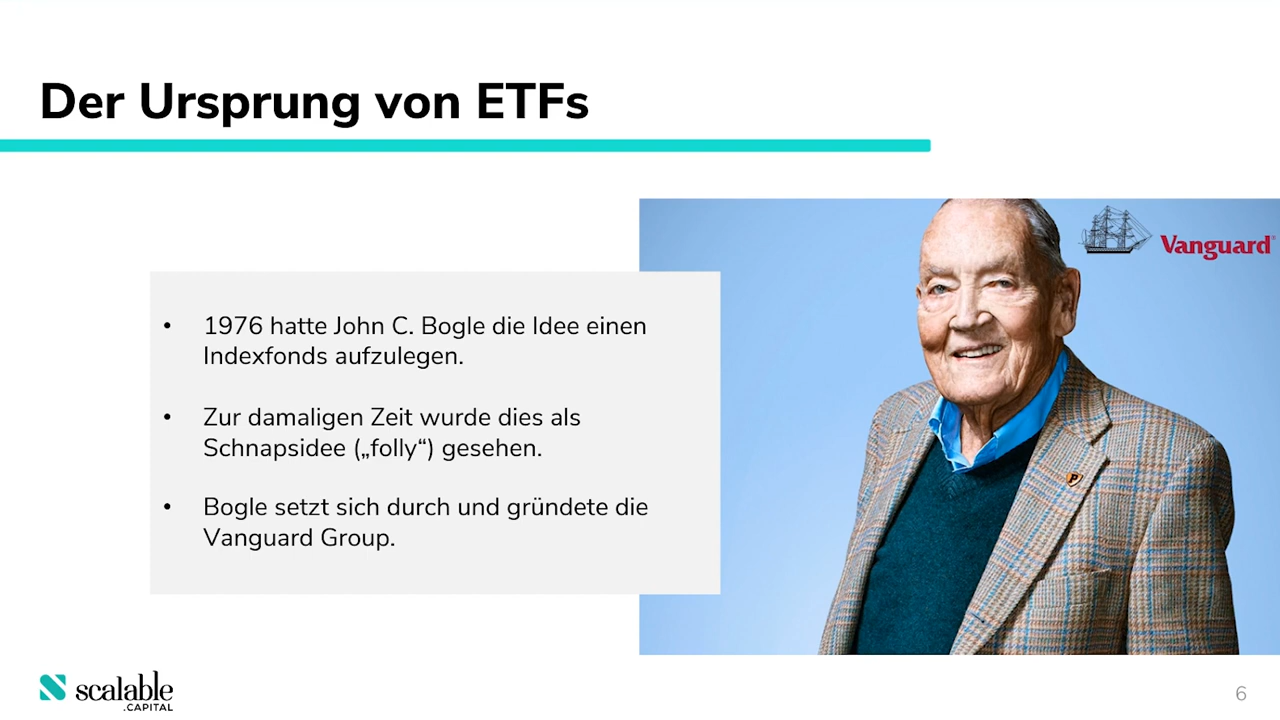 Der Ursprung von ETFs
Vanguard®
• 1976 hatte John C. Bogle die Idee einen
Indexfonds aufzulegen.
• Zur damaligen Zeit wurde dies als
Schnapsidee („folly“) gesehen.
• Bogle setzt sich durch und gründete die
Vanguard Group.
P
scalable
.CAPITAL
6